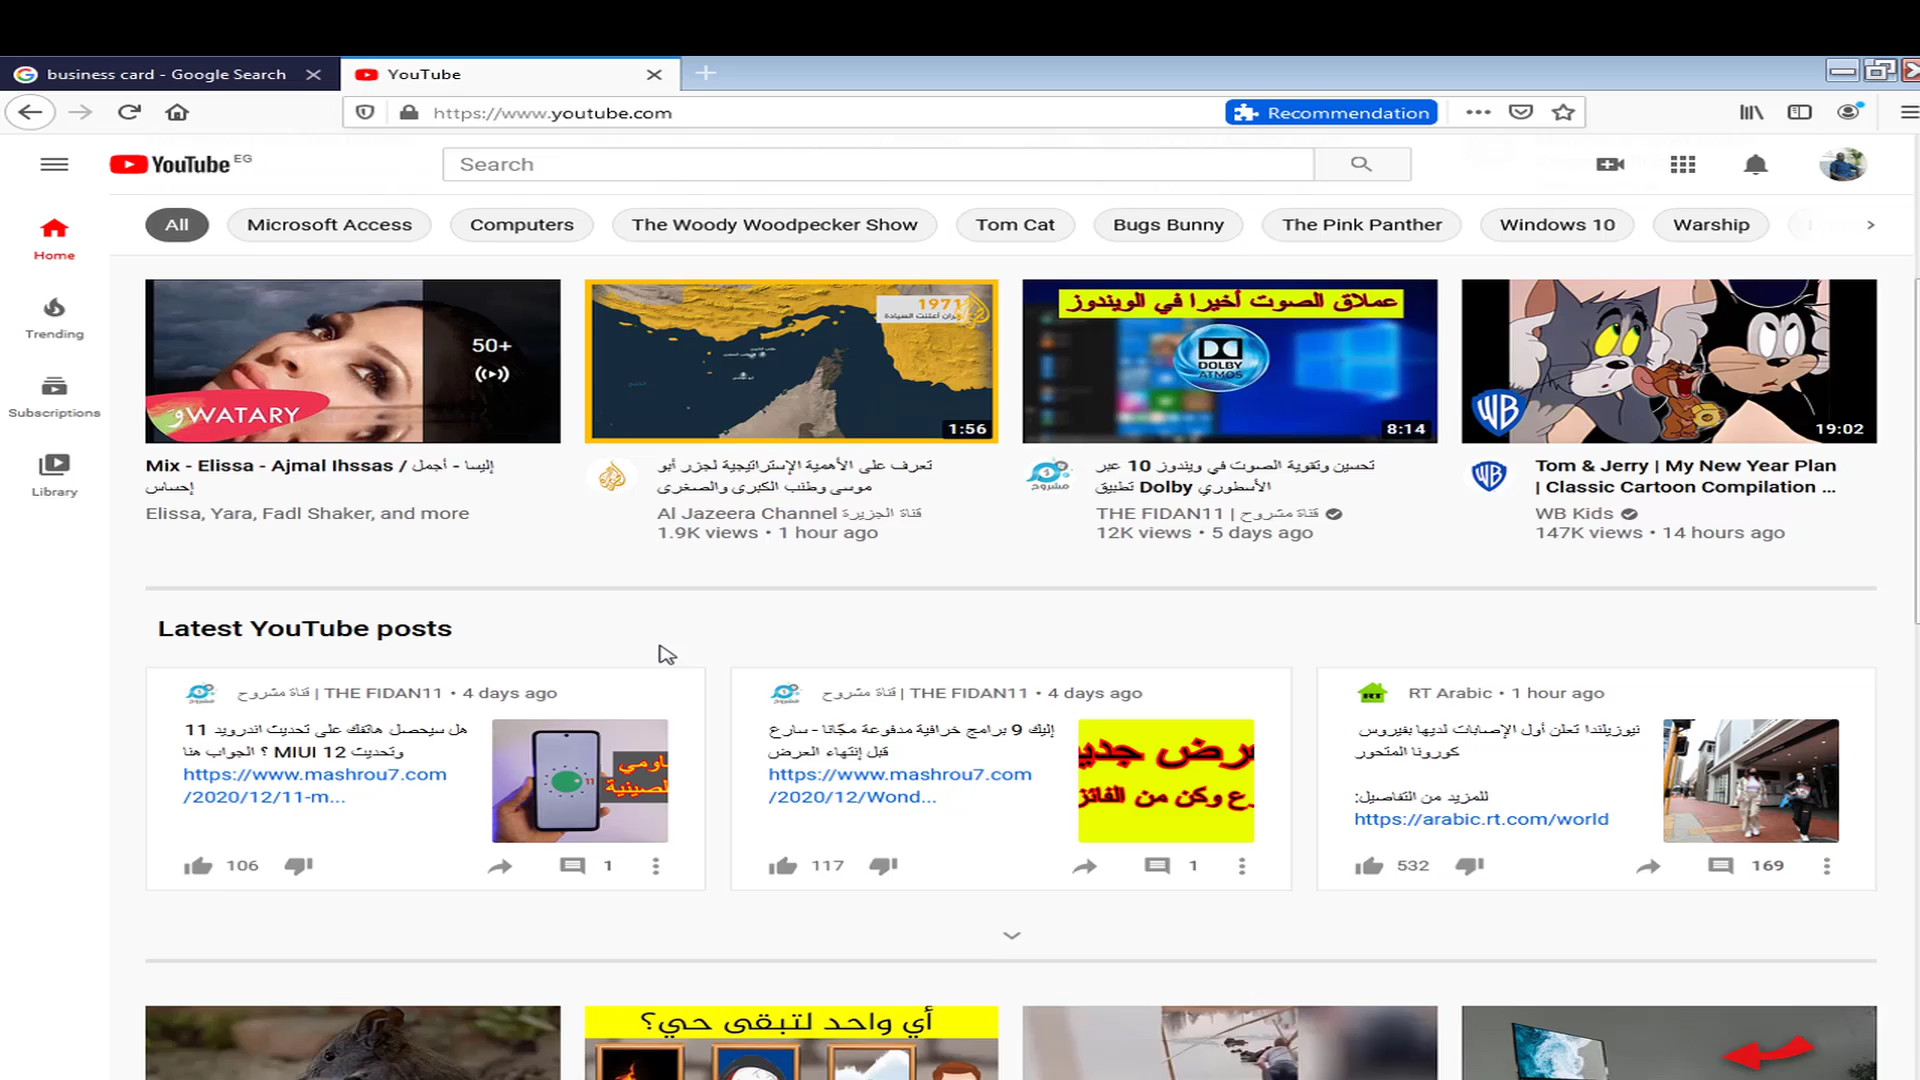 business card - Google Search
YouTube
https://www.youtube.com
Recommendation
YouTube EG
Search
All
Microsoft Access
Computers
The Woody Woodpecker Show
Tom Cat
Bugs Bunny
The Pink Panther
Windows 10
Warship
Home
Trending
Subscriptions
Library
50+
وWATARY
Mix - Elissa - Ajmal Ihssas / إليسا - أجمل
إحساس
Elissa, Yara, Fadl Shaker, and more
1971
1:56
تعرف على الأهمية الإستراتيجية لجزر أبو
موسى وطنب الكبرى والصغرى
Al Jazeera Channel قناة الجزيرة
1.9K views • 1 hour ago
عملاق الصوت أخيرا في الويندوز
DOLBY
ATMOS
8:14
مشروح
تحسين وتقوية الصوت في ويندوز 10 عبر
تطبيق Dolby الأسطوري
THE FIDAN11 | قناة مشروح
12K views • 5 days ago
WB
19:02
WB
Tom & Jerry | My New Year Plan
| Classic Cartoon Compilation ...
WB Kids
147K views • 14 hours ago
Latest YouTube posts
قناة مشروح | THE FIDAN11 • 4 days ago
هل سيحصل هاتفك على تحديث اندرويد 11
وتحديث MIUI 12 ؟ الجواب هنا
https://www.mashrou7.com
/2020/12/11-m...
11
الصينية
106
1
قناة مشروح | THE FIDAN11 • 4 days ago
إليك 9 برامج خرافية مدفوعة مجّانا - سارع
قبل إنتهاء العرض
https://www.mashrou7.com
/2020/12/Wond...
وكن من
117
1
RT
RT Arabic • 1 hour ago
نيوزيلندا تعلن أول الإصابات لديها بفيروس
كورونا المتحور
للمزيد من التفاصيل:
https://arabic.rt.com/world
532
169
أي واحد لتبقى حي؟